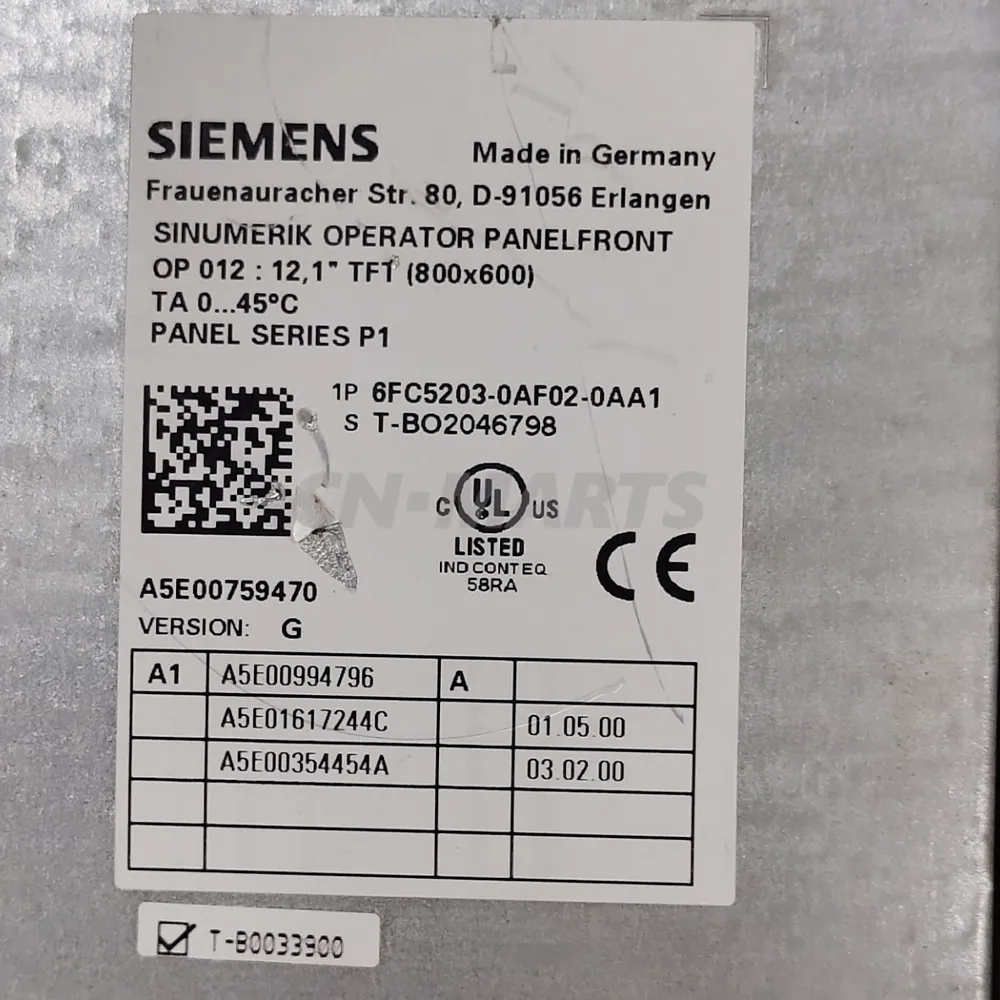 SIEMENS
Made in Germany
Frauenauracher Str. 80, D-91056 Erlangen
SINUMERIK OPERATOR PANELFRONT
OP 012 : 12,1" TFT (800x600)
TA 0...45°C
PANEL SERIES P1
1P 6FC5203-0AF02-0AA1
S T-BO2046798
C UL US
LISTED
IND CONT EQ
58RA
CE
A5E00759470
VERSION: G
A1 A5E00994796 A
A5E01617244C 01.05.00
A5E00354454A 03.02.00
T-B0033900